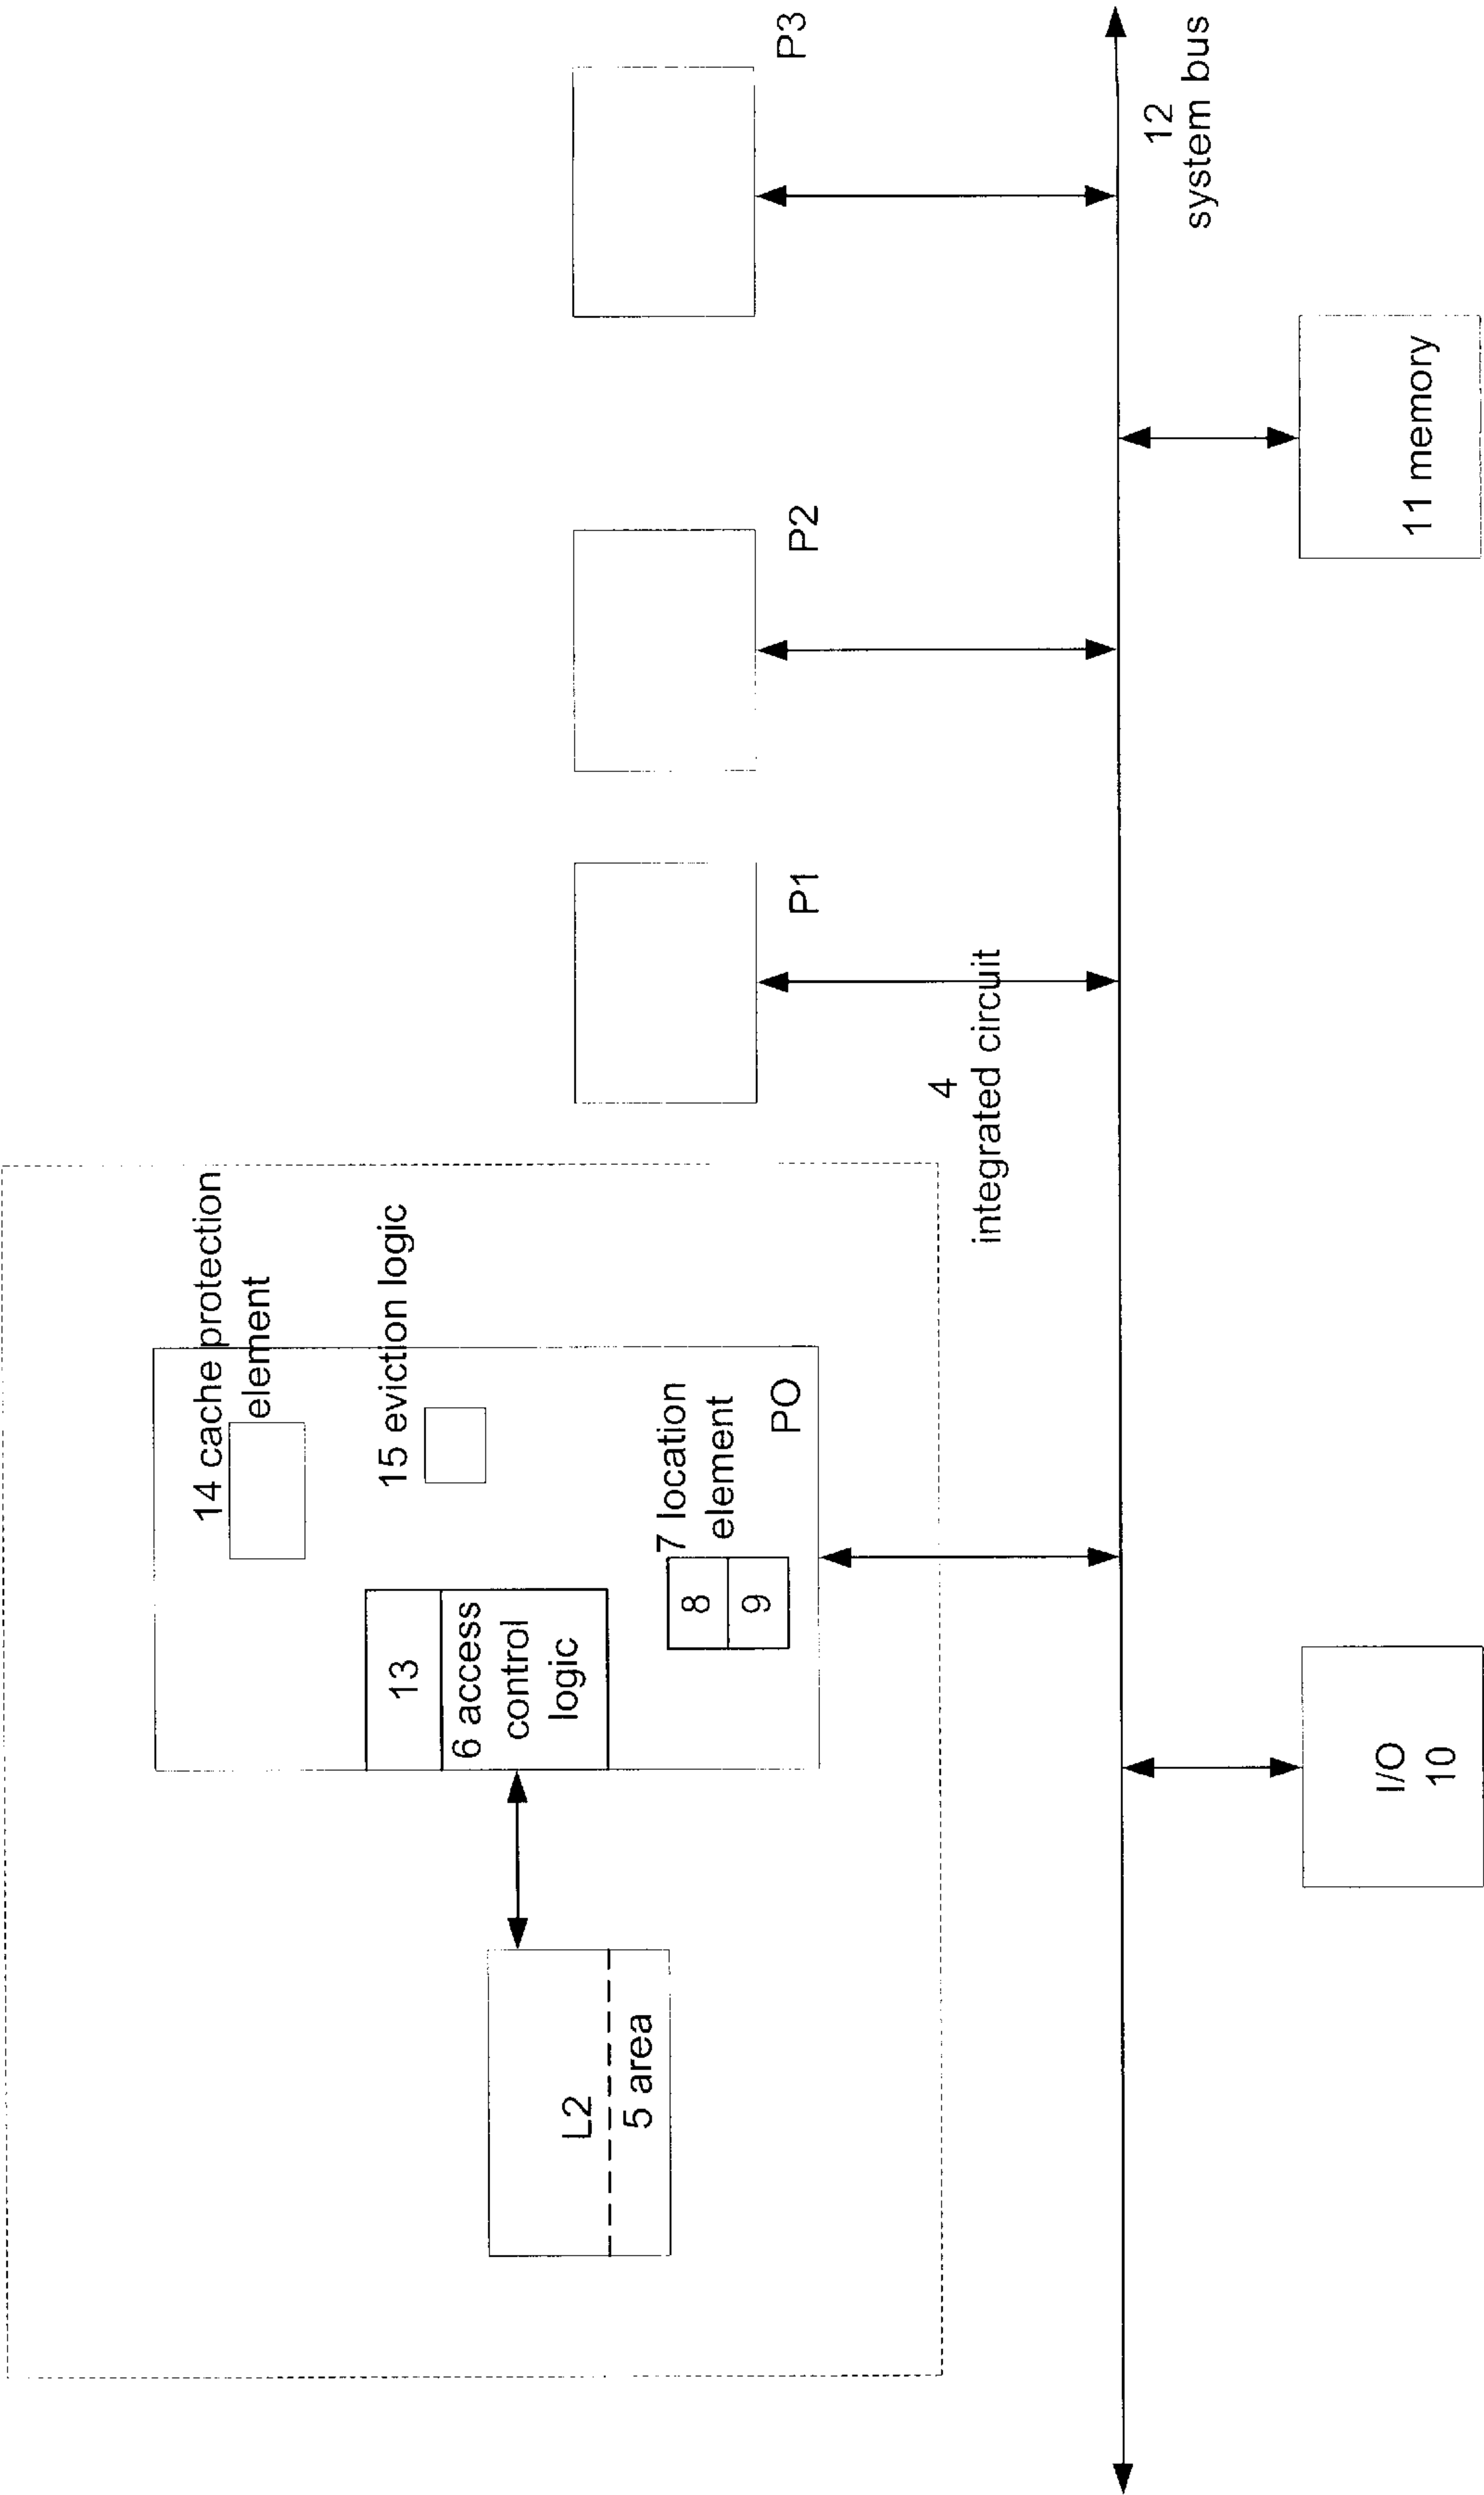 14 cache protection
element
15 eviction logic
13
6 access
control
logic
L2
5 area
7 location
element
8
9
PO
P1
P2
P3
4
integrated circuit
12
system bus
I/O
10
11 memory